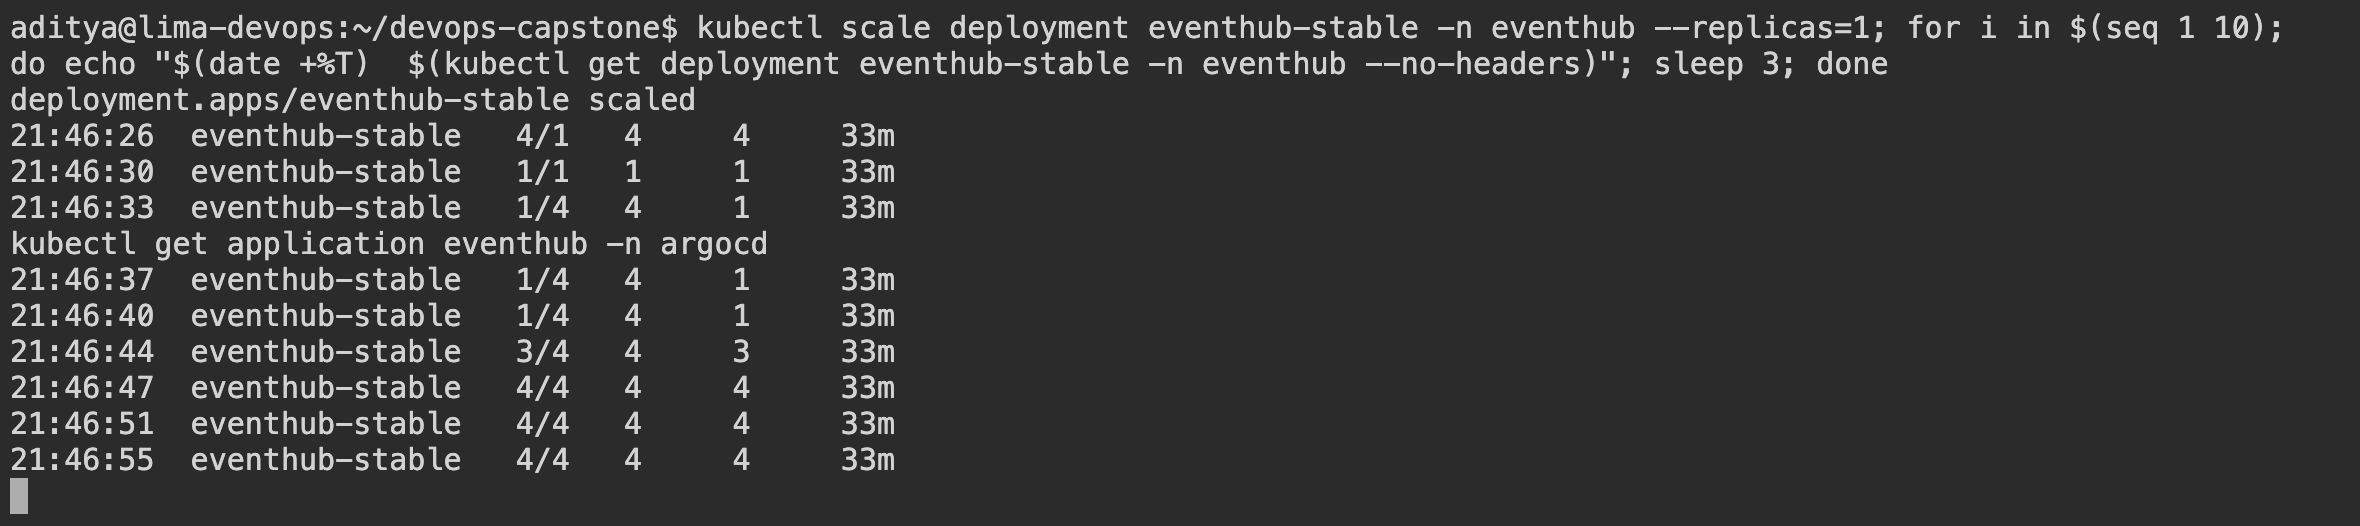 aditya@lima-devops:~/devops-capstone$ kubectl scale deployment eventhub-stable -n eventhub --replicas=1; for i in $(seq 1 10);
do echo "$(date +%T)  $(kubectl get deployment eventhub-stable -n eventhub --no-headers)"; sleep 3; done
deployment.apps/eventhub-stable scaled
21:46:26  eventhub-stable   4/1   4     4     33m
21:46:30  eventhub-stable   1/1   1     1     33m
21:46:33  eventhub-stable   1/4   4     1     33m
kubectl get application eventhub -n argocd
21:46:37  eventhub-stable   1/4   4     1     33m
21:46:40  eventhub-stable   1/4   4     1     33m
21:46:44  eventhub-stable   3/4   4     3     33m
21:46:47  eventhub-stable   4/4   4     4     33m
21:46:51  eventhub-stable   4/4   4     4     33m
21:46:55  eventhub-stable   4/4   4     4     33m